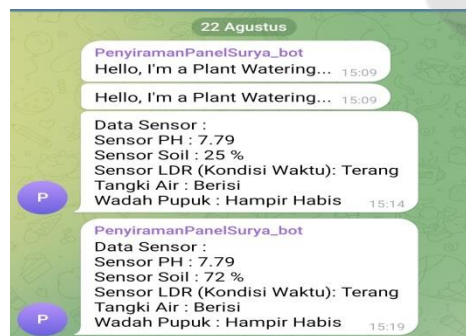 22 Agustus
PenyiramanPanelSurya_bot
Hello, I'm a Plant Watering... 15:09
Hello, I'm a Plant Watering... 15:09
Data Sensor :
Sensor PH : 7.79
Sensor Soil : 25 %
Sensor LDR (Kondisi Waktu): Terang
Tangki Air : Berisi
Wadah Pupuk : Hampir Habis 15:14
P
PenyiramanPanelSurya_bot
Data Sensor :
Sensor PH : 7.79
Sensor Soil : 72 %
Sensor LDR (Kondisi Waktu): Terang
Tangki Air : Berisi
Wadah Pupuk : Hampir Habis 15:19
P